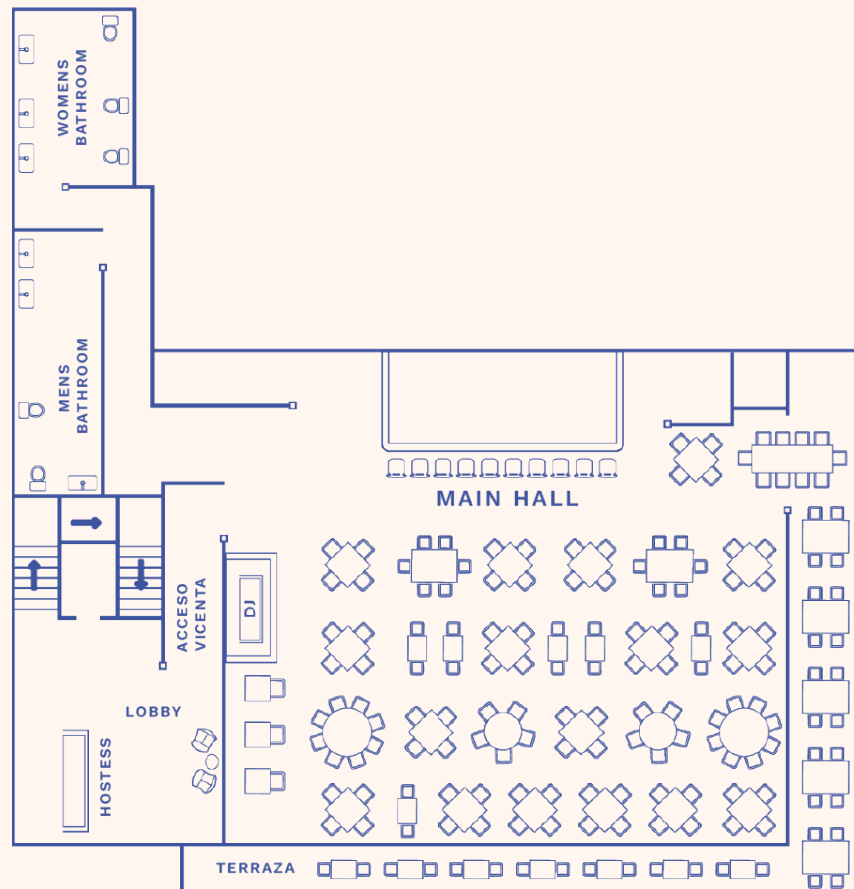 WOMENS
BATHROOM
MENS
BATHROOM
MAIN HALL
ACCESO
VICENTA
DJ
LOBBY
HOSTESS
TERRAZA